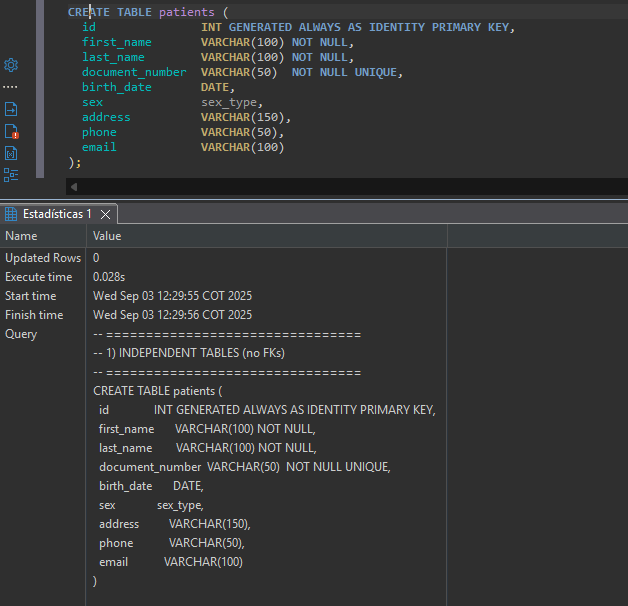 CREATE TABLE patients (
id INT GENERATED ALWAYS AS IDENTITY PRIMARY KEY,
first_name VARCHAR(100) NOT NULL,
last_name VARCHAR(100) NOT NULL,
document_number VARCHAR(50) NOT NULL UNIQUE,
birth_date DATE,
sex sex_type,
address VARCHAR(150),
phone VARCHAR(50),
email VARCHAR(100)
);
Estadísticas 1
Name Value
Updated Rows 0
Execute time 0.028s
Start time Wed Sep 03 12:29:55 COT 2025
Finish time Wed Sep 03 12:29:56 COT 2025
Query -- ================================
-- 1) INDEPENDENT TABLES (no FKs)
-- ================================
CREATE TABLE patients (
id INT GENERATED ALWAYS AS IDENTITY PRIMARY KEY,
first_name VARCHAR(100) NOT NULL,
last_name VARCHAR(100) NOT NULL,
document_number VARCHAR(50) NOT NULL UNIQUE,
birth_date DATE,
sex sex_type,
address VARCHAR(150),
phone VARCHAR(50),
email VARCHAR(100)
)